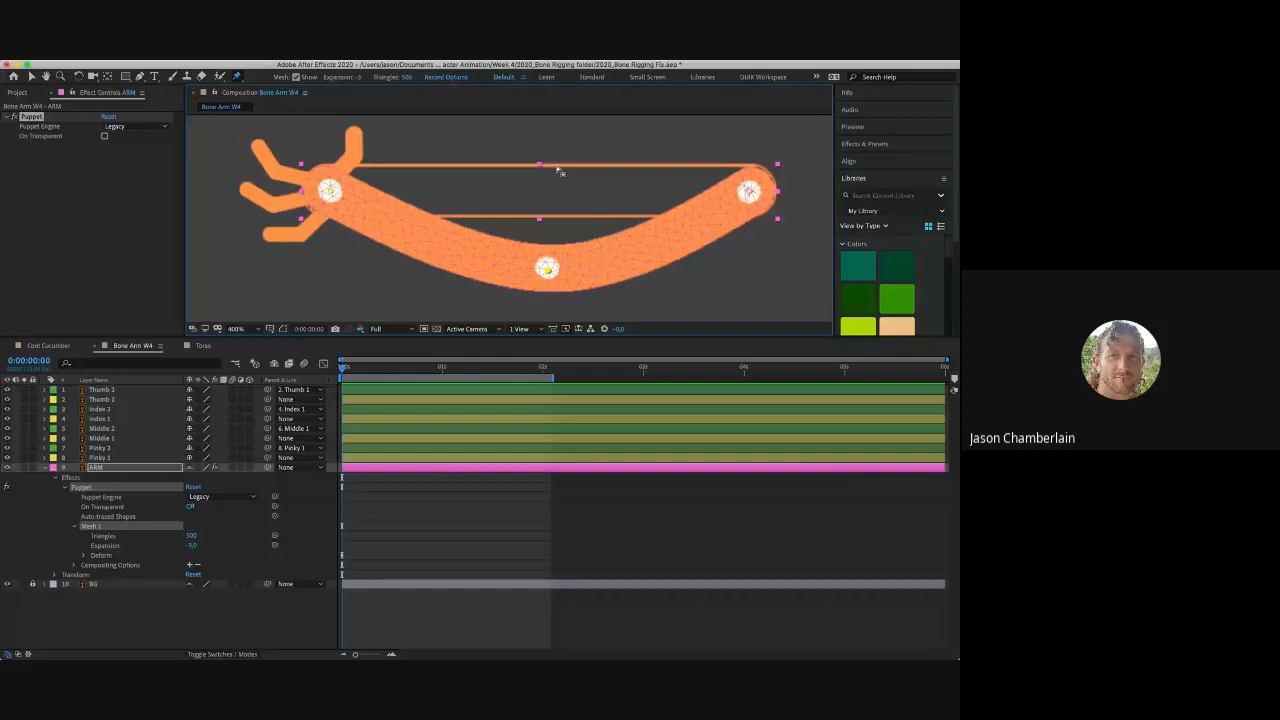 Adobe After Effects 2020 - /Users/jason/Documents ... acter Animation/Week 4/2020_Bone Rigging folder/2020_Bone Rigging Fix.aep *
Mesh: Show Expansion: -3 Triangles: 500 Record Options Default Learn Standard Small Screen Libraries DUIK Workspace Search Help
Project Effect Controls ARM Composition Bone Arm W4 Info
Bone Arm W4 - ARM Bone Arm W4
Audio
Puppet Reset
Puppet Engine Legacy Preview
On Transparent
Effects & Presets
Align
Libraries
Search Current Library
My Library
View by Type
Colors
400% 0:00:00:00 Full Active Camera 1 View +0,0
Cool Cucumber Bone Arm W4 Torso
0:00:00:00
Layer Name Parent & Link 01s 02s 03s 04s 05s 06s
1 Thumb 2 2. Thumb 1
2 Thumb 1 None
3 Index 2 4. Index 1
4 Index 1 None
5 Middle 2 6. Middle 1
6 Middle 1 None
7 Pinky 2 8. Pinky 1
8 Pinky 1 None
9 ARM None
Effects
Puppet Reset
Puppet Engine Legacy
On Transparent Off
Auto-traced Shapes
Mesh 1
Triangles 500
Expansion -3,0
Deform
Compositing Options + −
Transform Reset
10 BG None
Toggle Switches / Modes
Jason Chamberlain